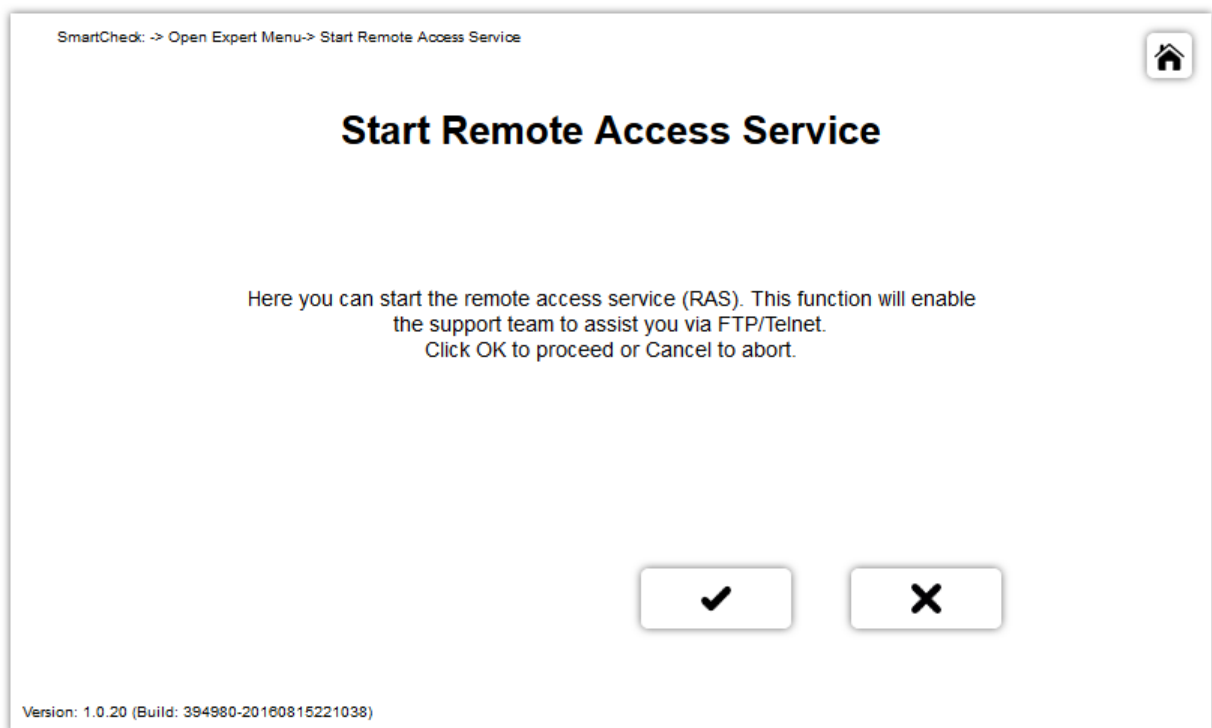 SmartCheck: -> Open Expert Menu-> Start Remote Access Service
Start Remote Access Service
Here you can start the remote access service (RAS). This function will enable
the support team to assist you via FTP/Telnet.
Click OK to proceed or Cancel to abort.
Version: 1.0.20 (Build: 394980-20160815221038)